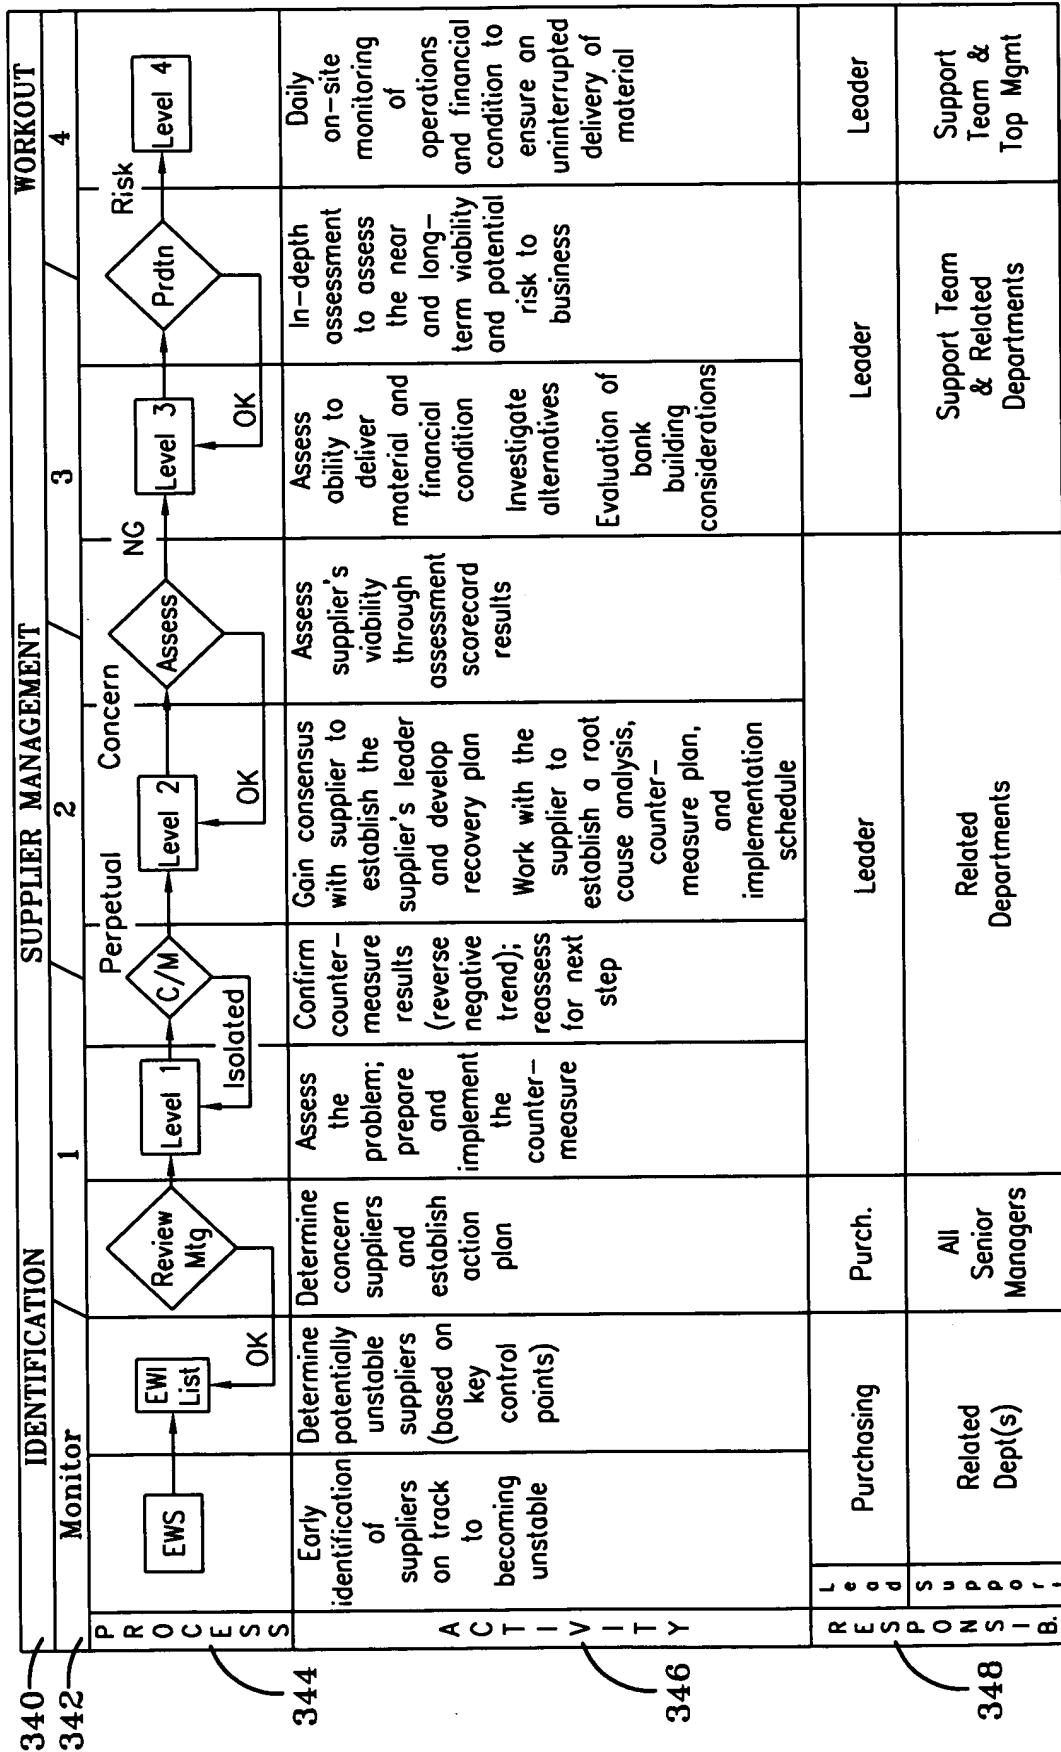 340
IDENTIFICATION
SUPPLIER MANAGEMENT
WORKOUT
342
Monitor
1
2
3
4
344
PROCESS
EWS
EWI
List
OK
Review
Mtg
Level 1
Isolated
C/M
Perpetual
Level 2
OK
Concern
Assess
NG
Level 3
OK
Prdtn
Risk
Level 4
346
ACTIVITY
Early
identification
of
suppliers
on track
to
becoming
unstable
Determine
potentially
unstable
suppliers
(based on
key
control
points)
Determine
concern
suppliers
and
establish
action
plan
Assess
the
problem;
prepare
and
implement
the
counter-
measure
Confirm
counter-
measure
results
(reverse
negative
trend);
reassess
for next
step
Gain consensus
with supplier to
establish the
supplier's leader
and develop
recovery plan
Work with the
supplier to
establish a root
cause analysis,
counter-
measure plan,
and
implementation
schedule
Assess
supplier's
viability
through
assessment
scorecard
results
Assess
ability to
deliver
material and
financial
condition
Investigate
alternatives
Evaluation of
bank
building
considerations
In-depth
assessment
to assess
the near
and long-
term viability
and potential
risk to
business
Daily
on-site
monitoring
of
operations
and financial
condition to
ensure an
uninterrupted
delivery of
material
348
RESPONSIB.
Lead
Purchasing
Purch.
Leader
Leader
Leader
Support
Related
Dept(s)
All
Senior
Managers
Related
Departments
Support Team
& Related
Departments
Support
Team &
Top Mgmt